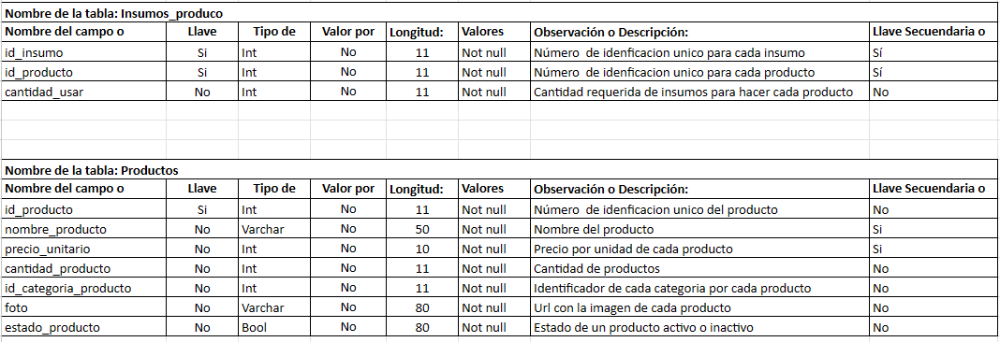 Nombre de la tabla: Insumos_produco
Nombre del campo o Llave Tipo de Valor por Longitud: Valores Observación o Descripción: Llave Secuendaria o
id_insumo Si Int No 11 Not null Número de idenficacion unico para cada insumo Sí
id_producto Si Int No 11 Not null Número de idenficacion unico para cada producto Sí
cantidad_usar No Int No 11 Not null Cantidad requerida de insumos para hacer cada producto No
Nombre de la tabla: Productos
Nombre del campo o Llave Tipo de Valor por Longitud: Valores Observación o Descripción: Llave Secuendaria o
id_producto Si Int No 11 Not null Número de idenficacion unico del producto No
nombre_producto No Varchar No 50 Not null Nombre del producto Si
precio_unitario No Int No 10 Not null Precio por unidad de cada producto Si
cantidad_producto No Int No 11 Not null Cantidad de productos No
id_categoria_producto No Int No 11 Not null Identificador de cada categoria por cada producto No
foto No Varchar No 80 Not null Url con la imagen de cada producto No
estado_producto No Bool No 80 Not null Estado de un producto activo o inactivo No